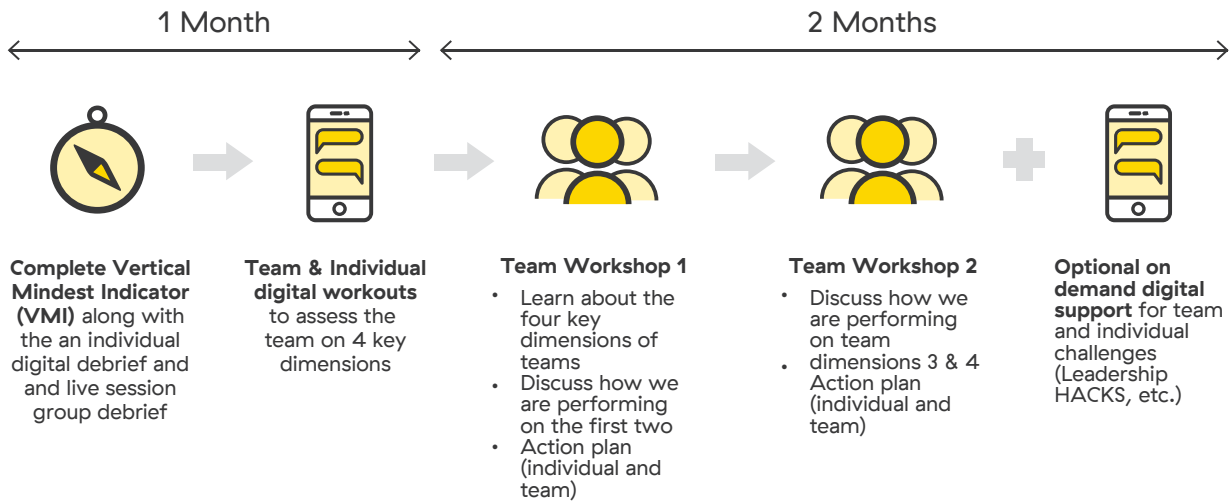 1 Month
2 Months
Complete Vertical
Mindest Indicator
(VMI) along with
the an individual
digital debrief and
and live session
group debrief
Team & Individual
digital workouts
to assess the
team on 4 key
dimensions
Team Workshop 1
• Learn about the
four key
dimensions of
teams
• Discuss how we
are performing
on the first two
• Action plan
(individual and
team)
Team Workshop 2
• Discuss how we
are performing
on team
• dimensions 3 & 4
Action plan
(individual and
team)
Optional on
demand digital
support for team
and individual
challenges
(Leadership
HACKS, etc.)